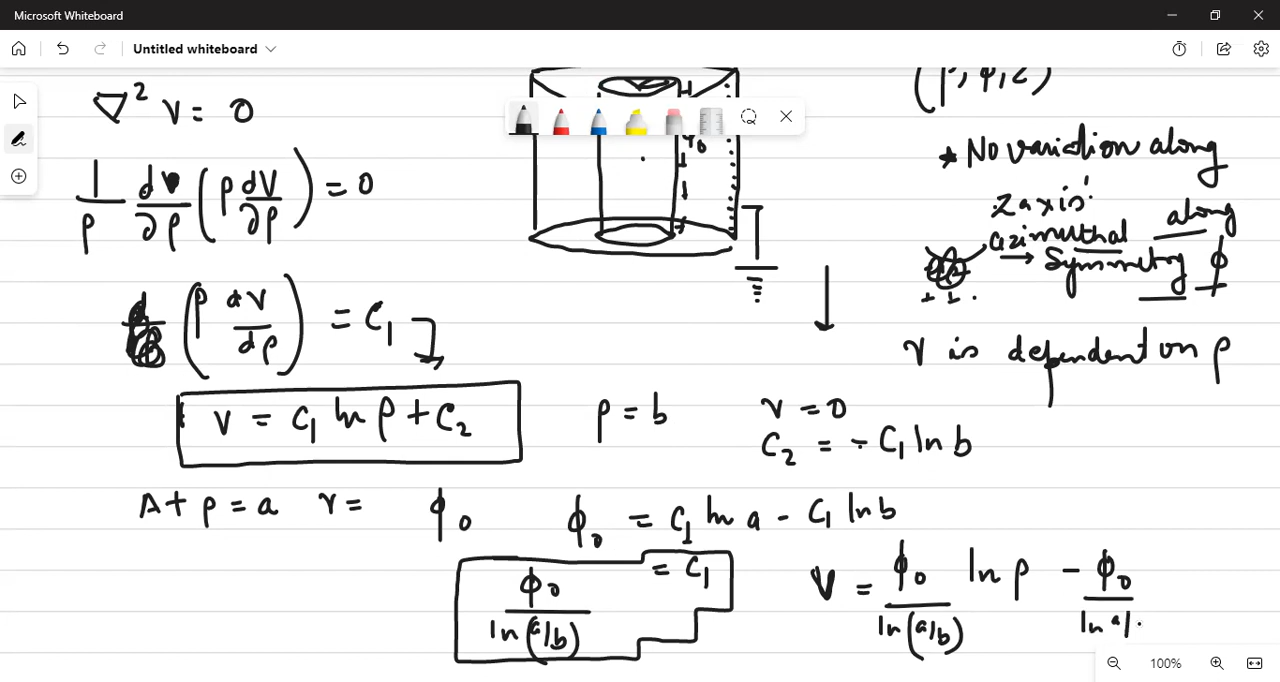 Microsoft Whiteboard
Untitled whiteboard
∇² V = 0
(ρ, φ, z)
* No variation along
z axis
1/ρ d/∂ρ (ρ dV/∂ρ) = 0
azimuthal along
→ Symmetry φ
(ρ dV/dρ) = C₁
V is dependent on ρ
V = C₁ ln ρ + C₂
ρ = b
V = 0
C₂ = - C₁ ln b
At ρ = a V = φ₀
φ₀ = C₁ ln a - C₁ ln b
φ₀/ln(a/b) = C₁
V = φ₀/ln(a/b) ln ρ - φ₀/ln a/
100%